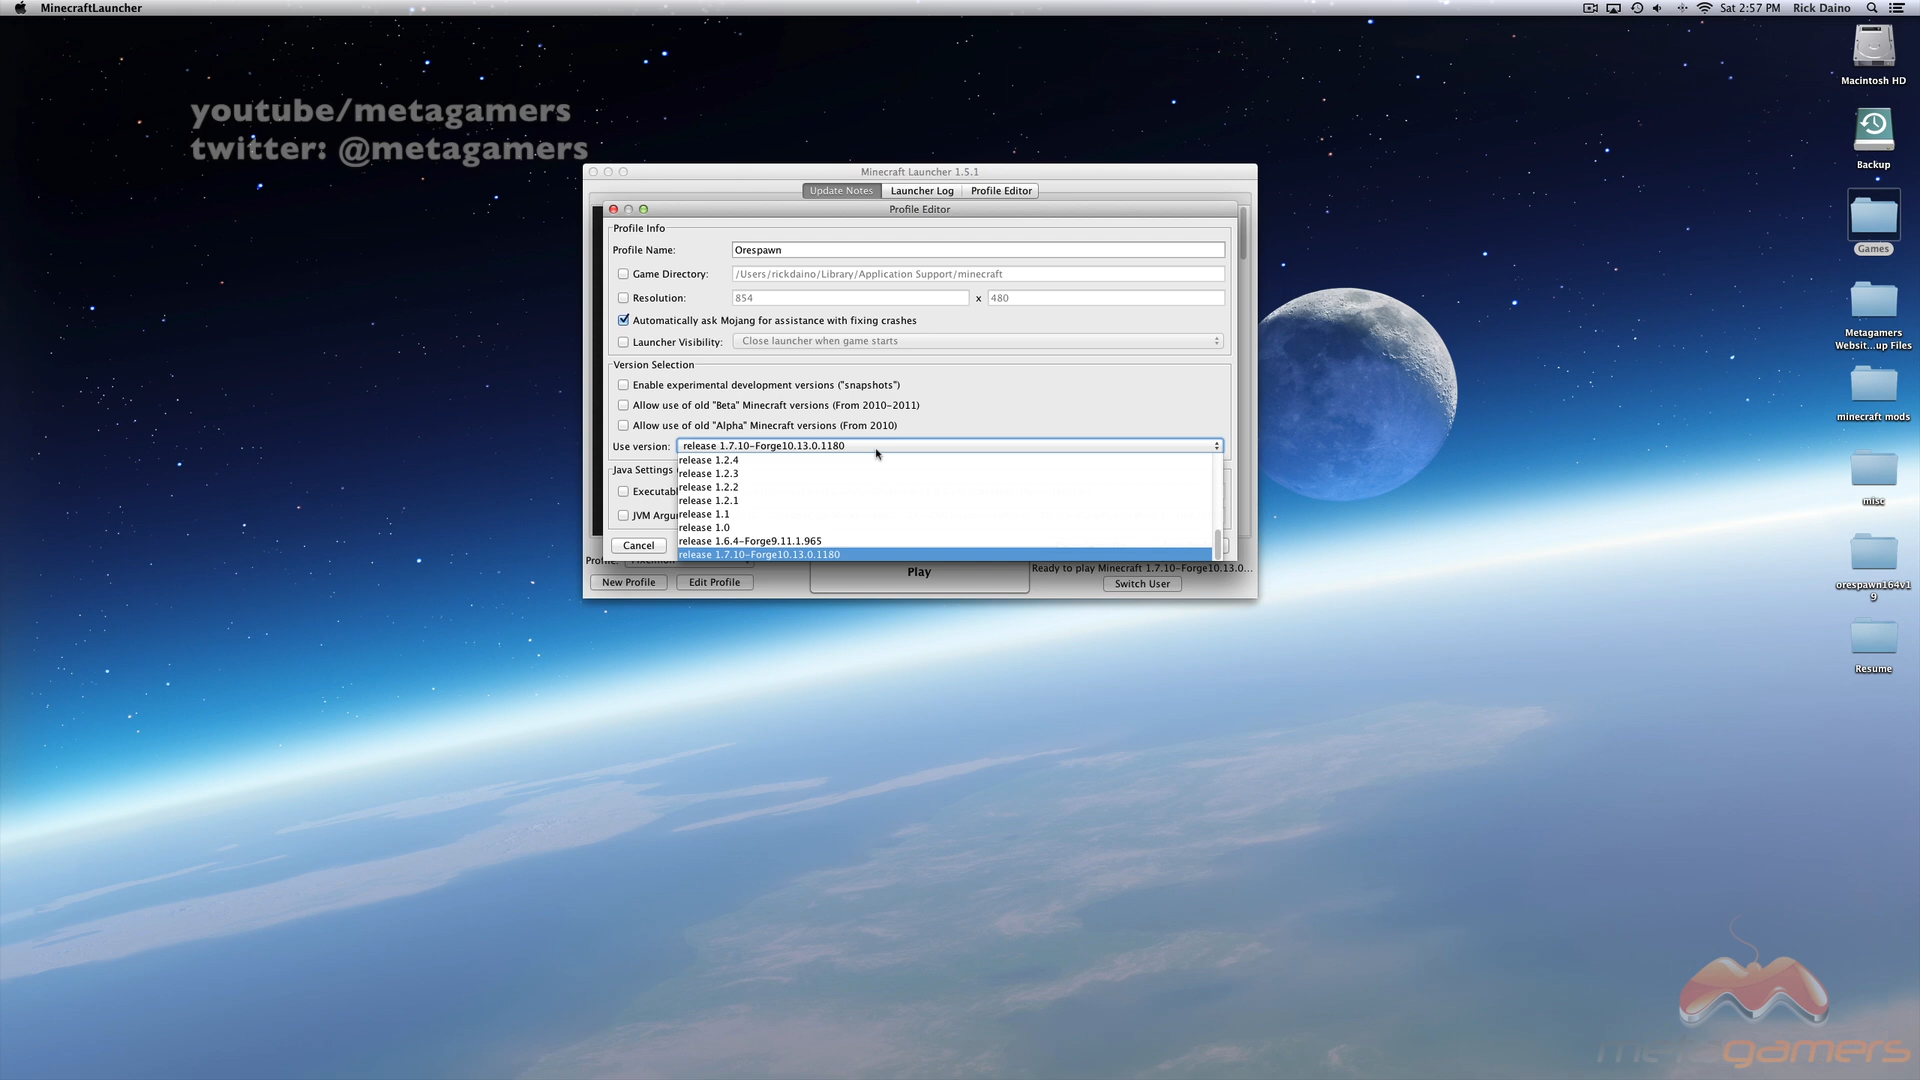 MinecraftLauncher
Sat 2:57 PM
Rick Daino
youtube/metagamers
twitter: @metagamers
Macintosh HD
Backup
Games
Metagamers
Websit...up Files
minecraft mods
misc
orespawn164v1
9
Resume
Minecraft Launcher 1.5.1
Update Notes
Launcher Log
Profile Editor
Profile Editor
Profile Info
Profile Name:
Orespawn
Game Directory:
/Users/rickdaino/Library/Application Support/minecraft
Resolution:
854
x
480
Automatically ask Mojang for assistance with fixing crashes
Launcher Visibility:
Close launcher when game starts
Version Selection
Enable experimental development versions ("snapshots")
Allow use of old "Beta" Minecraft versions (From 2010-2011)
Allow use of old "Alpha" Minecraft versions (From 2010)
Use version:
release 1.7.10-Forge10.13.0.1180
release 1.2.4
release 1.2.3
release 1.2.2
release 1.2.1
release 1.1
release 1.0
release 1.6.4-Forge9.11.1.965
release 1.7.10-Forge10.13.0.1180
Java Settings
Executab
JVM Argu
Cancel
Profile:
Play
Ready to play Minecraft 1.7.10-Forge10.13.0...
New Profile
Edit Profile
Switch User
metagamers